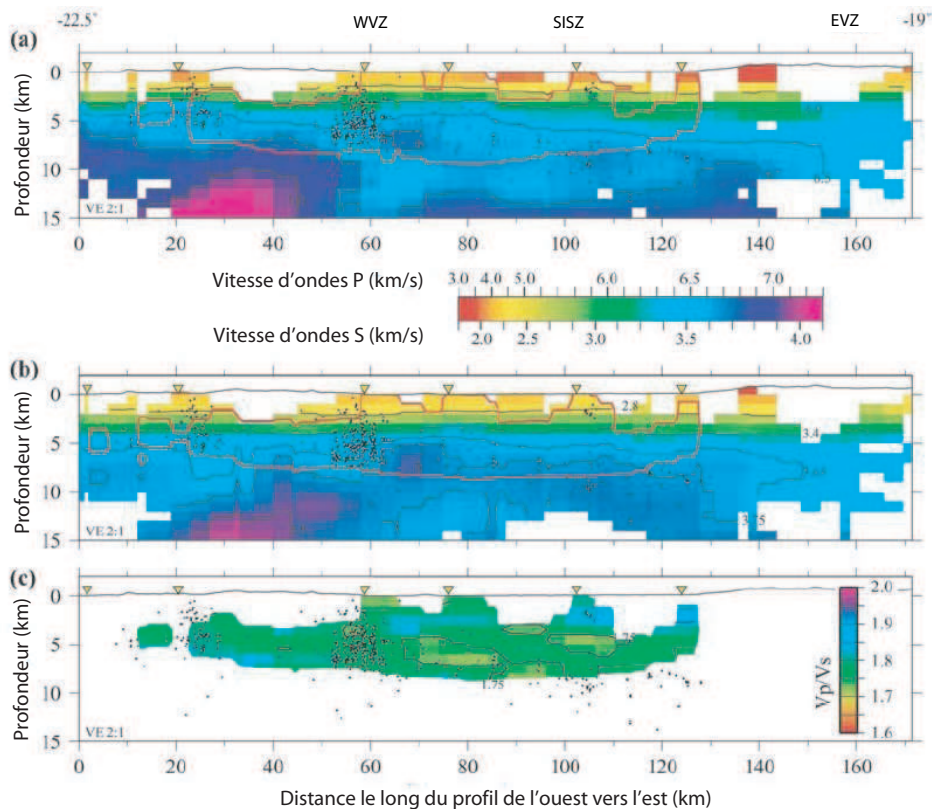 -22.5° WVZ SISZ EVZ -19°
(a)
Profondeur (km)
0
5
10
15
6.5
VE 2:1
0 20 40 60 80 100 120 140 160
Vitesse d'ondes P (km/s)
3.0 4.0 5.0 6.0 6.5 7.0
Vitesse d'ondes S (km/s)
2.0 2.5 3.0 3.5 4.0
(b)
Profondeur (km)
0
5
10
15
2.8
3.4
3.75
VE 2:1
0 20 40 60 80 100 120 140 160
(c)
Profondeur (km)
0
5
10
15
1.75
1.75
VE 2:1
Vp/Vs
2.0
1.9
1.8
1.7
1.6
0 20 40 60 80 100 120 140 160
Distance le long du profil de l'ouest vers l'est (km)